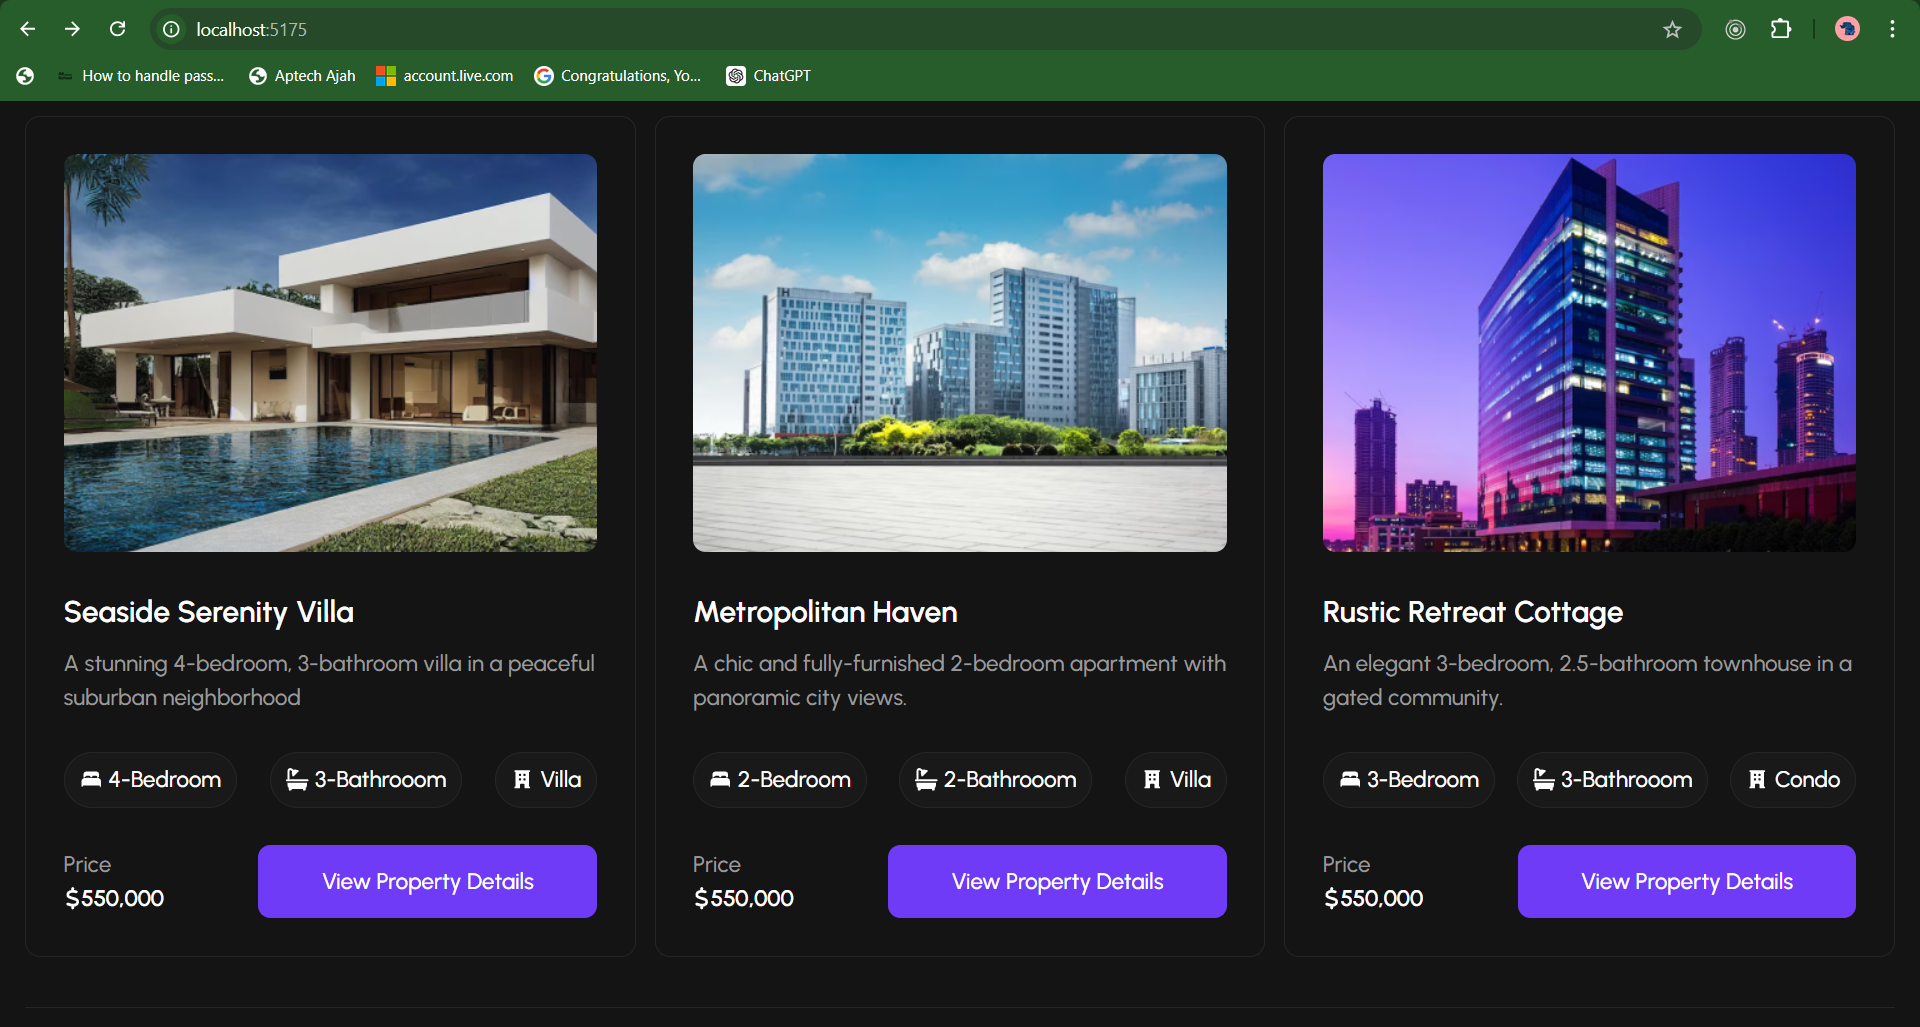 localhost:5175
How to handle pass...
Aptech Ajah
account.live.com
Congratulations, Yo...
ChatGPT
Seaside Serenity Villa
A stunning 4-bedroom, 3-bathroom villa in a peaceful
suburban neighborhood
4-Bedroom
3-Bathrooom
Villa
Price
$550,000
View Property Details
Metropolitan Haven
A chic and fully-furnished 2-bedroom apartment with
panoramic city views.
2-Bedroom
2-Bathrooom
Villa
Price
$550,000
View Property Details
Rustic Retreat Cottage
An elegant 3-bedroom, 2.5-bathroom townhouse in a
gated community.
3-Bedroom
3-Bathrooom
Condo
Price
$550,000
View Property Details